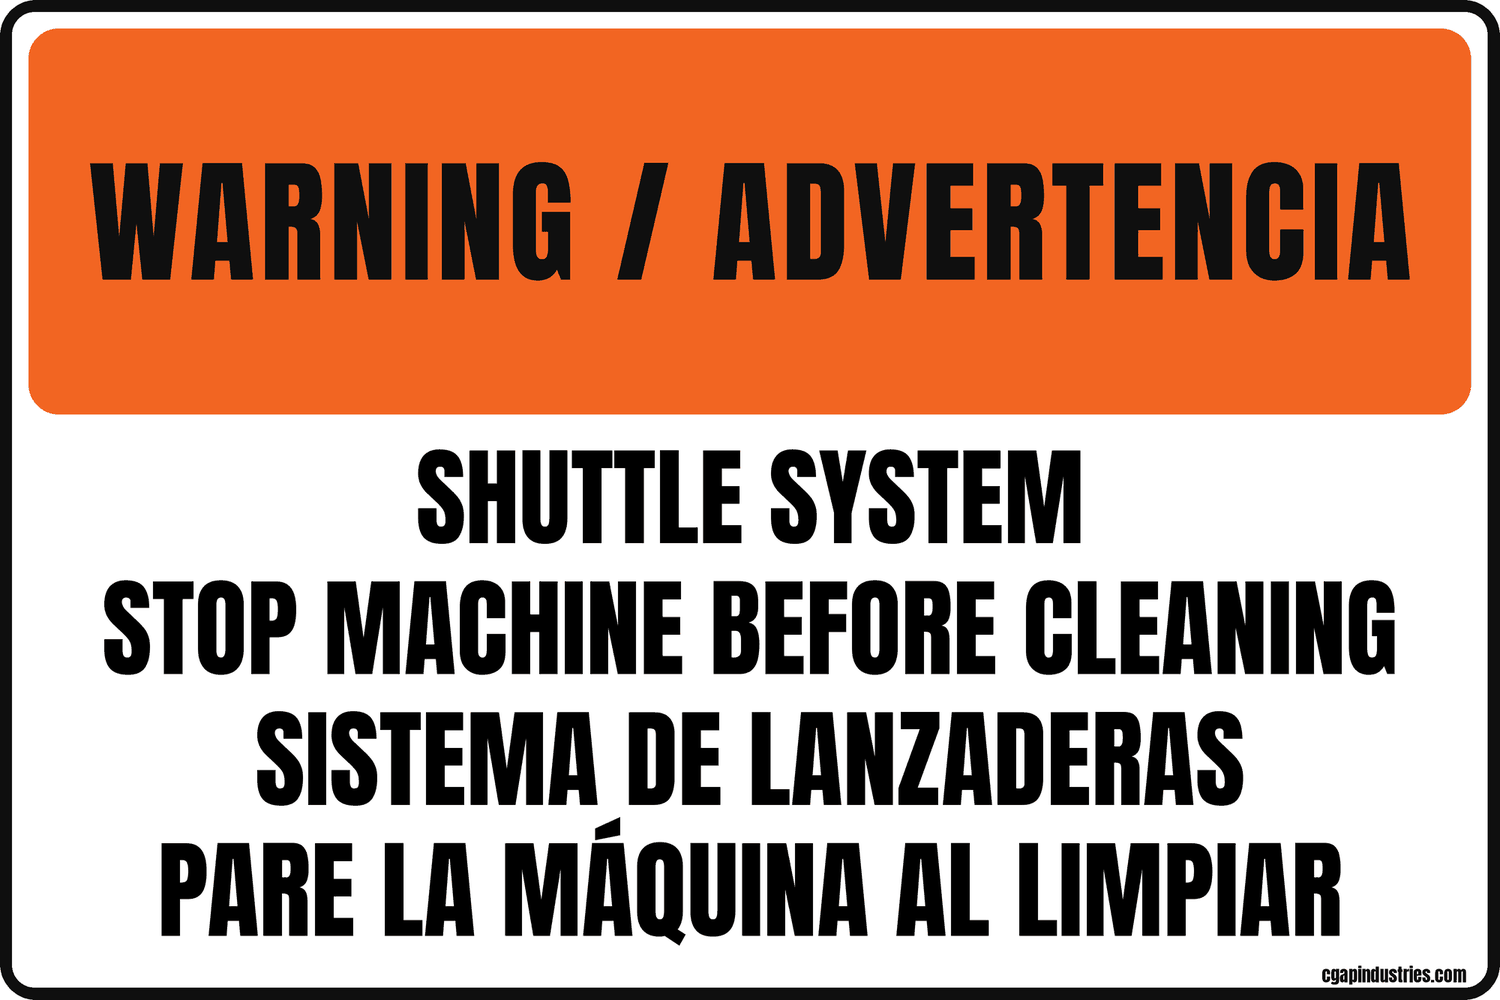 WARNING / ADVERTENCIA
SHUTTLE SYSTEM
STOP MACHINE BEFORE CLEANING
SISTEMA DE LANZADERAS
PARE LA MÁQUINA AL LIMPIAR
cgapindustries.com